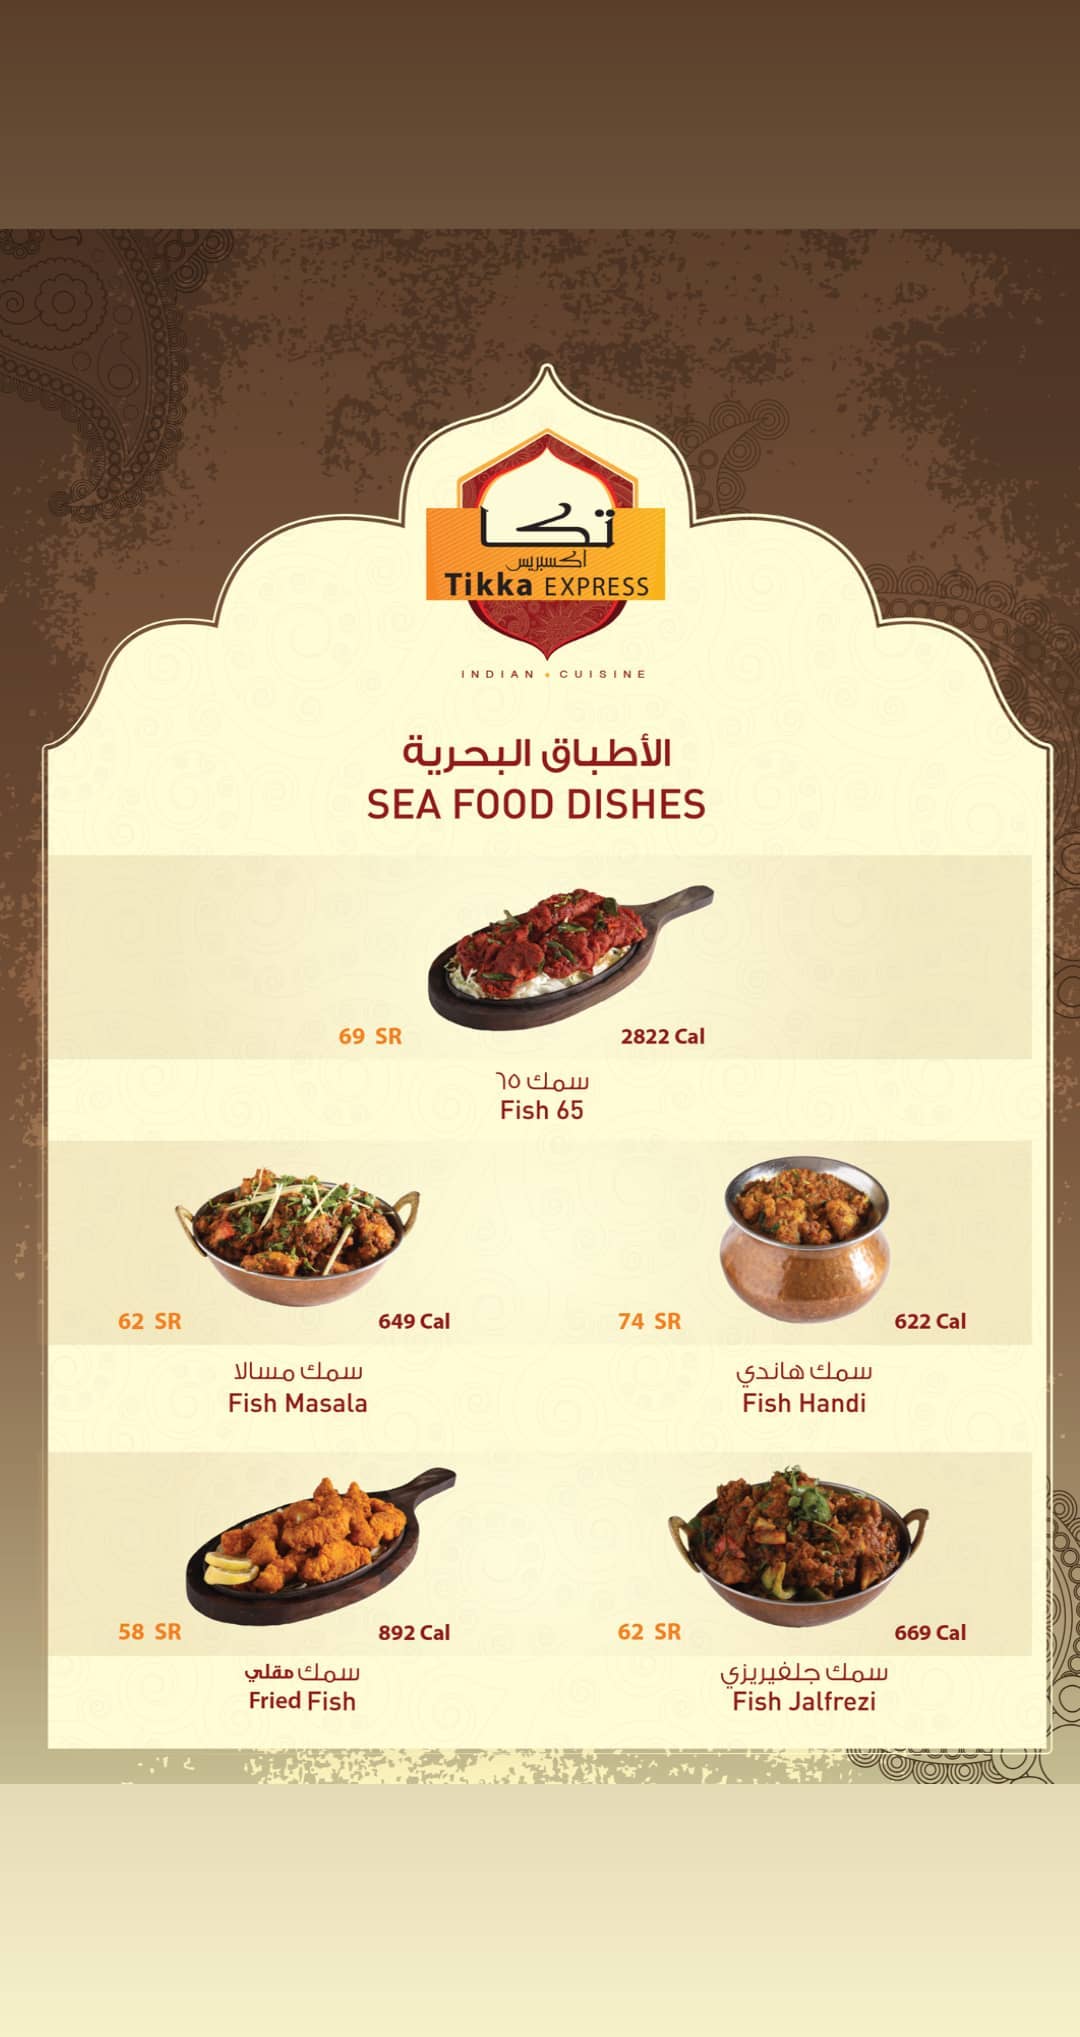 تكا
اكسبريس
Tikka EXPRESS
INDIAN • CUISINE
الأطباق البحرية
SEA FOOD DISHES
69 SR
2822 Cal
سمك ٦٥
Fish 65
62 SR
649 Cal
سمك مسالا
Fish Masala
74 SR
622 Cal
سمك هاندي
Fish Handi
58 SR
892 Cal
سمك مقلي
Fried Fish
62 SR
669 Cal
سمك جلفيريزي
Fish Jalfrezi